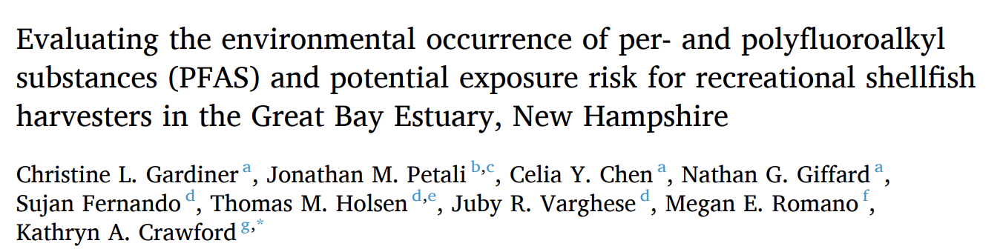 Evaluating the environmental occurrence of per- and polyfluoroalkyl
substances (PFAS) and potential exposure risk for recreational shellfish
harvesters in the Great Bay Estuary, New Hampshire
Christine L. Gardiner a, Jonathan M. Petali b,c, Celia Y. Chen a, Nathan G. Giffard a,
Sujan Fernando d, Thomas M. Holsen d,e, Juby R. Varghese d, Megan E. Romano f,
Kathryn A. Crawford g,*